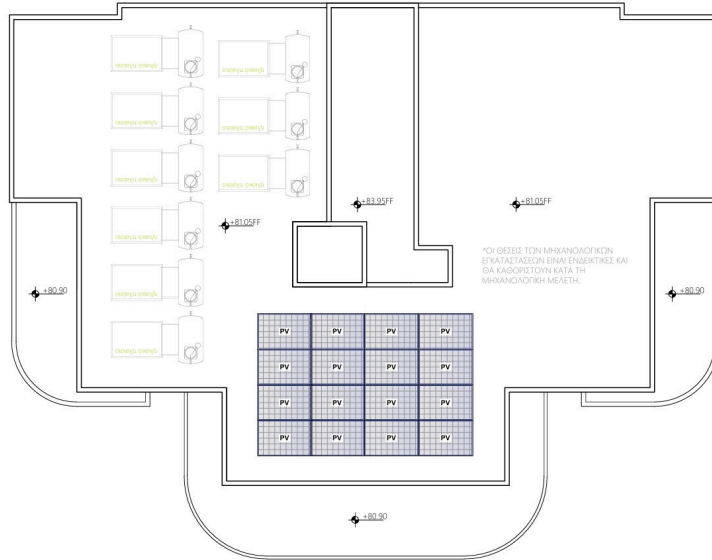 +83.95FF
+81.05FF
+81.05FF
*ΟΙ ΘΕΣΕΙΣ ΤΩΝ ΜΗΧΑΝΟΛΟΓΙΚΩΝ
ΕΓΚΑΤΑΣΤΑΣΕΩΝ ΕΙΝΑΙ ΕΝΔΕΙΚΤΙΚΕΣ ΚΑΙ
ΘΑ ΚΑΘΟΡΙΣΤΟΥΝ ΚΑΤΑ ΤΗ
ΜΗΧΑΝΟΛΟΓΙΚΗ ΜΕΛΕΤΗ.
+80.90
+80.90
PV PV PV PV
PV PV PV PV
PV PV PV PV
PV PV PV PV
+80.90